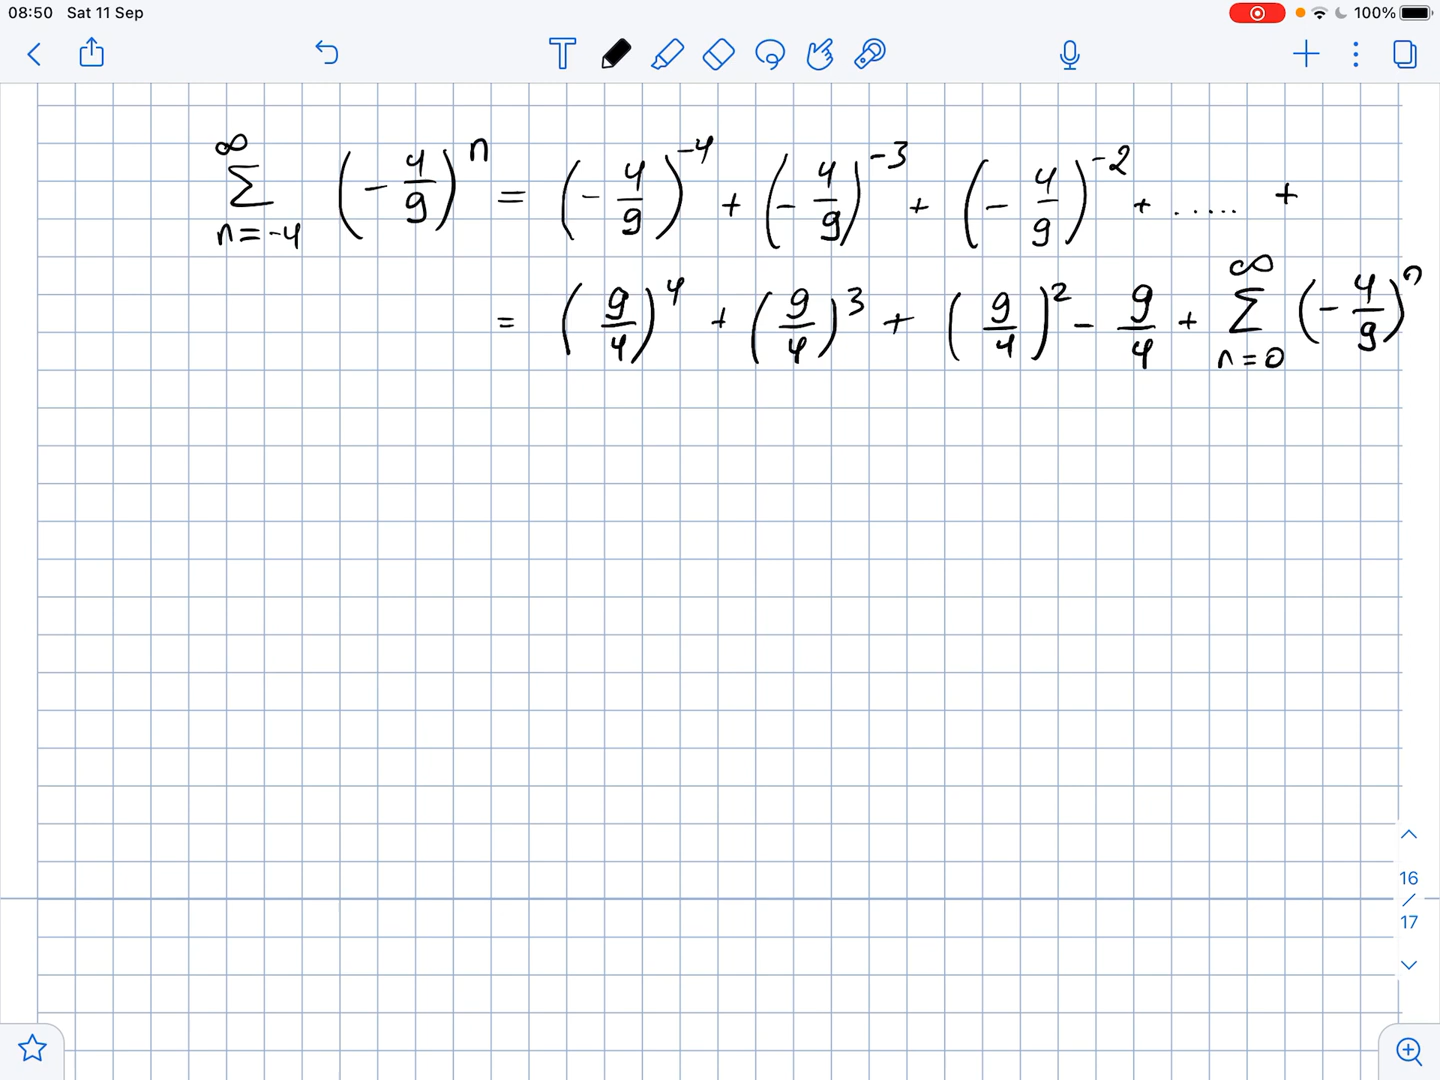 08:50 Sat 11 Sep 100%
T
∞
∑ (-4/9)^n = (-4/9)^-4 + (-4/9)^-3 + (-4/9)^-2 + ..... +
n=-4
∞
= (9/4)^4 + (9/4)^3 + (9/4)^2 - 9/4 + ∑ (-4/9)^n
n=0
16
/
17